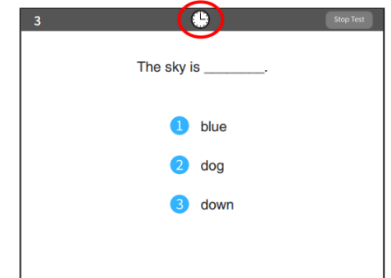 3 Stop Test
The sky is ________.
1 blue
2 dog
3 down